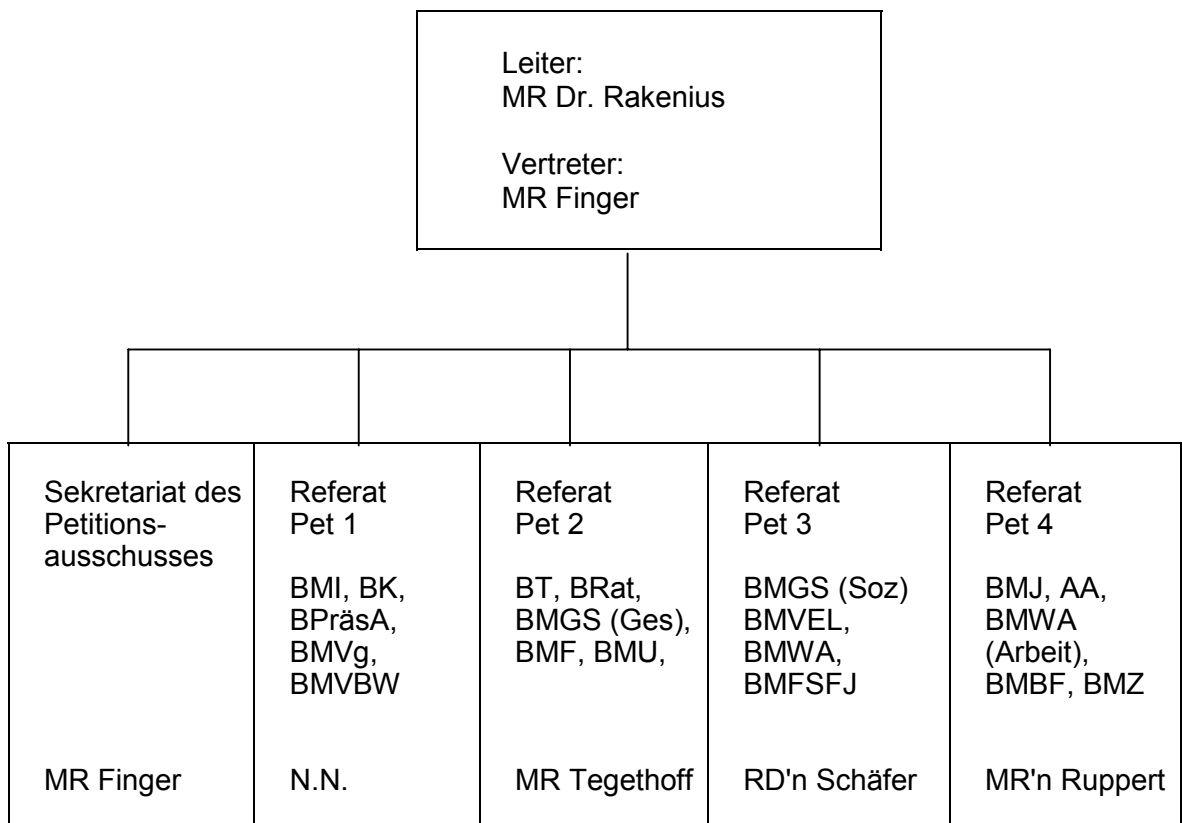 Leiter:
MR Dr. Rakenius
Vertreter:
MR Finger
Sekretariat des
Petitions-
ausschusses
MR Finger
Referat
Pet 1
BMI, BK,
BPräsA,
BMVg,
BMVBW
N.N.
Referat
Pet 2
BT, BRat,
BMGS (Ges),
BMF, BMU,
MR Tegethoff
Referat
Pet 3
BMGS (Soz)
BMVEL,
BMWA,
BMFSFJ
RD'n Schäfer
Referat
Pet 4
BMJ, AA,
BMWA
(Arbeit),
BMBF, BMZ
MR'n Ruppert